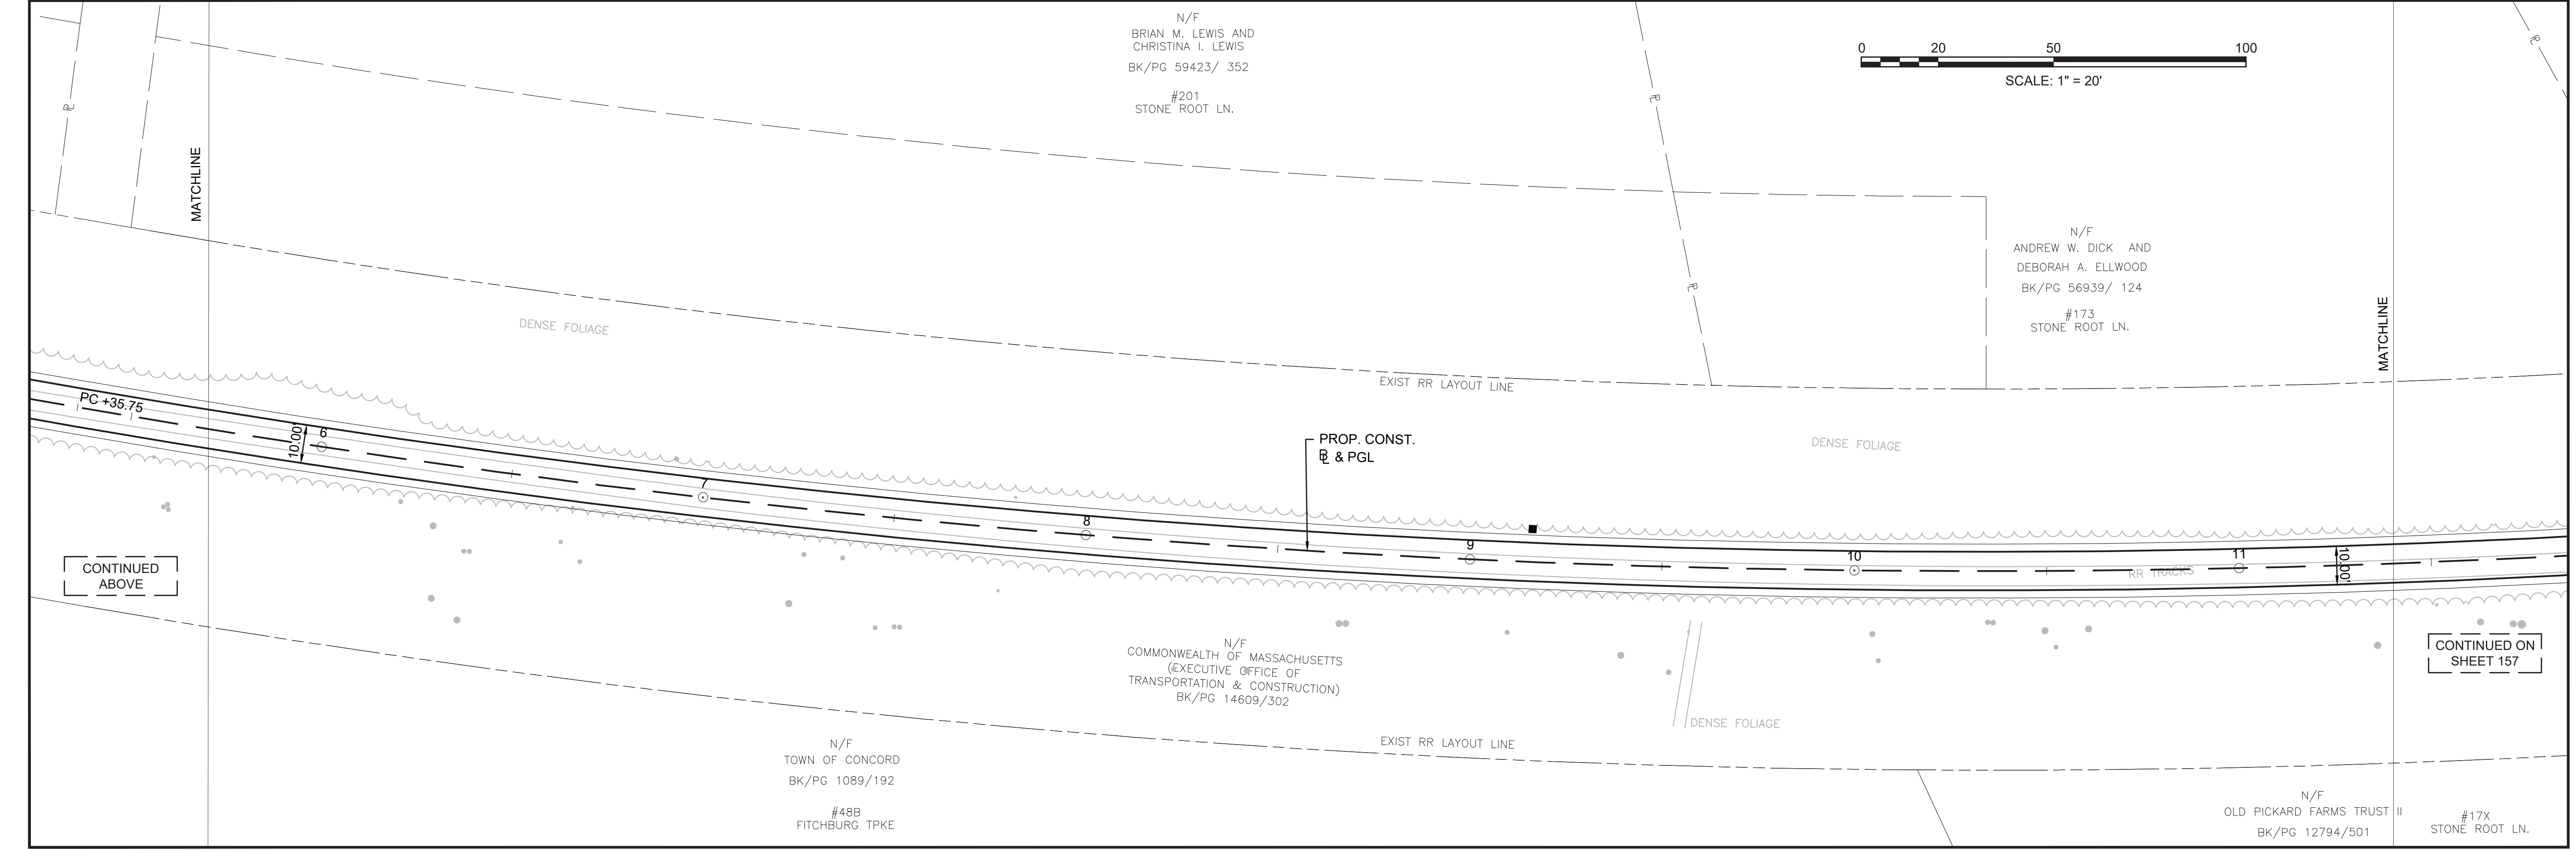 N/F
BRIAN M. LEWIS AND
CHRISTINA I. LEWIS
BK/PG 59423/ 352
#201
STONE ROOT LN.
0 20 50 100
SCALE: 1" = 20'
PL
PL
PL
PL
MATCHLINE
N/F
ANDREW W. DICK AND
DEBORAH A. ELLWOOD
BK/PG 56939/ 124
#173
STONE ROOT LN.
MATCHLINE
DENSE FOLIAGE
EXIST RR LAYOUT LINE
PC +35.75
10.00'
6
7
8
9
10
11
PROP. CONST.
BL & PGL
DENSE FOLIAGE
RR TRACKS
10.00'
CONTINUED
ABOVE
N/F
COMMONWEALTH OF MASSACHUSETTS
(EXECUTIVE OFFICE OF
TRANSPORTATION & CONSTRUCTION)
BK/PG 14609/302
CONTINUED ON
SHEET 157
DENSE FOLIAGE
EXIST RR LAYOUT LINE
N/F
TOWN OF CONCORD
BK/PG 1089/192
#48B
FITCHBURG TPKE
N/F
OLD PICKARD FARMS TRUST II
BK/PG 12794/501
#17X
STONE ROOT LN.